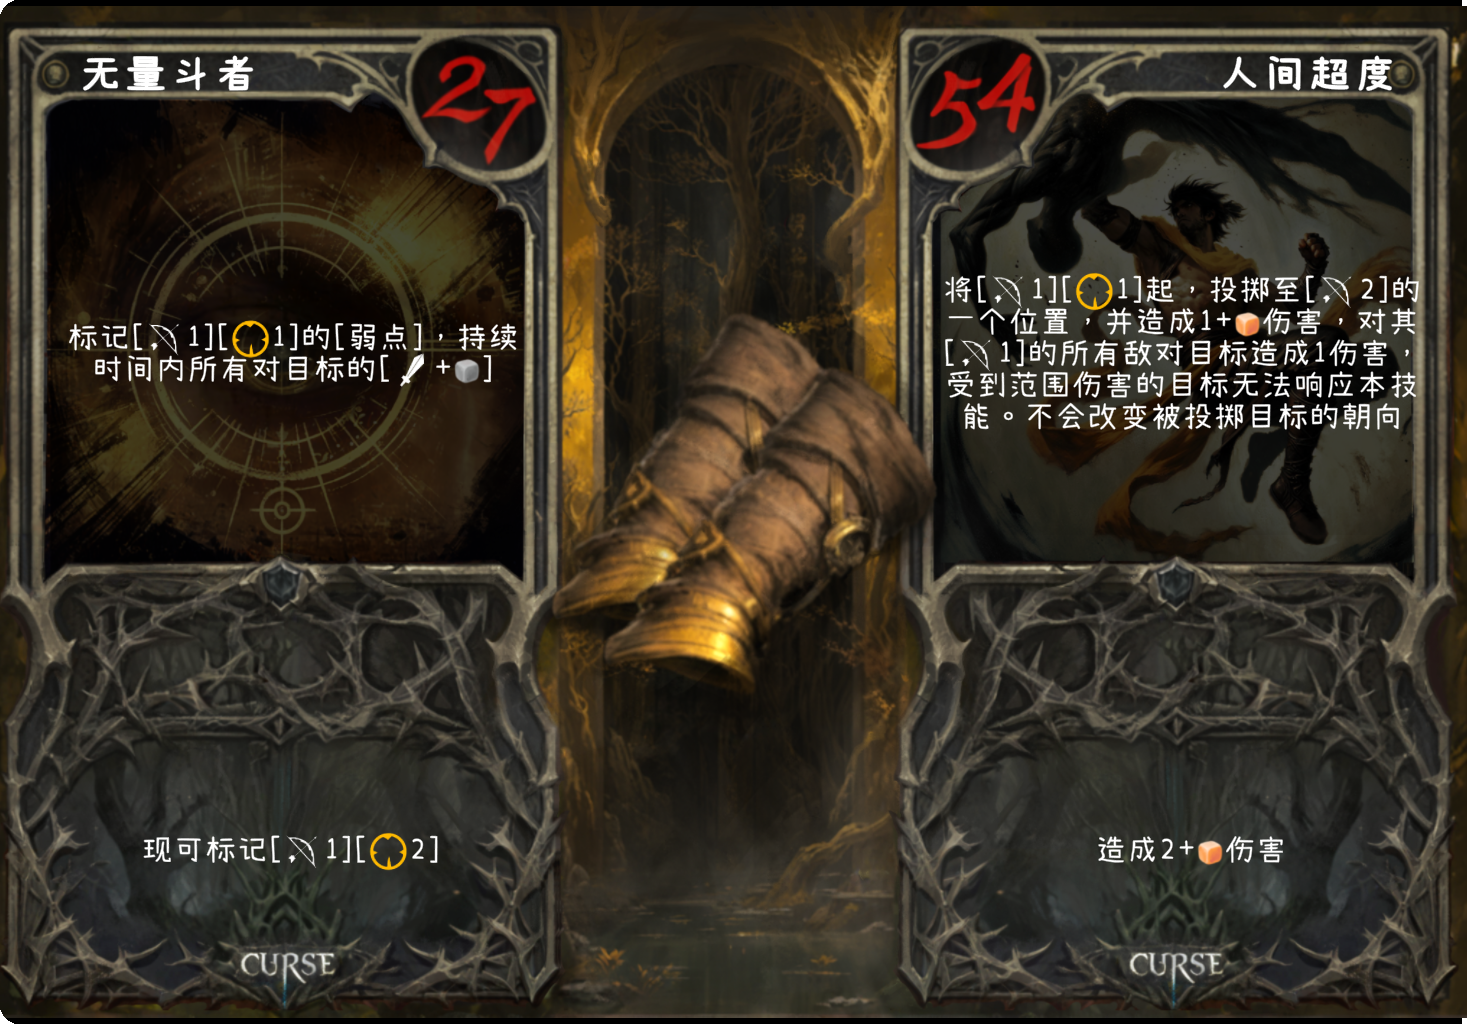 无量斗者
27
标记[1][1]的[弱点]，持续
时间内所有对目标的[+]
现可标记[1][2]
CURSE
54
人间超度
将[1][1]起，投掷至[2]的
一个位置，并造成1+伤害，对其
[1]的所有敌对目标造成1伤害，
受到范围伤害的目标无法响应本技
能。不会改变被投掷目标的朝向
造成2+伤害
CURSE